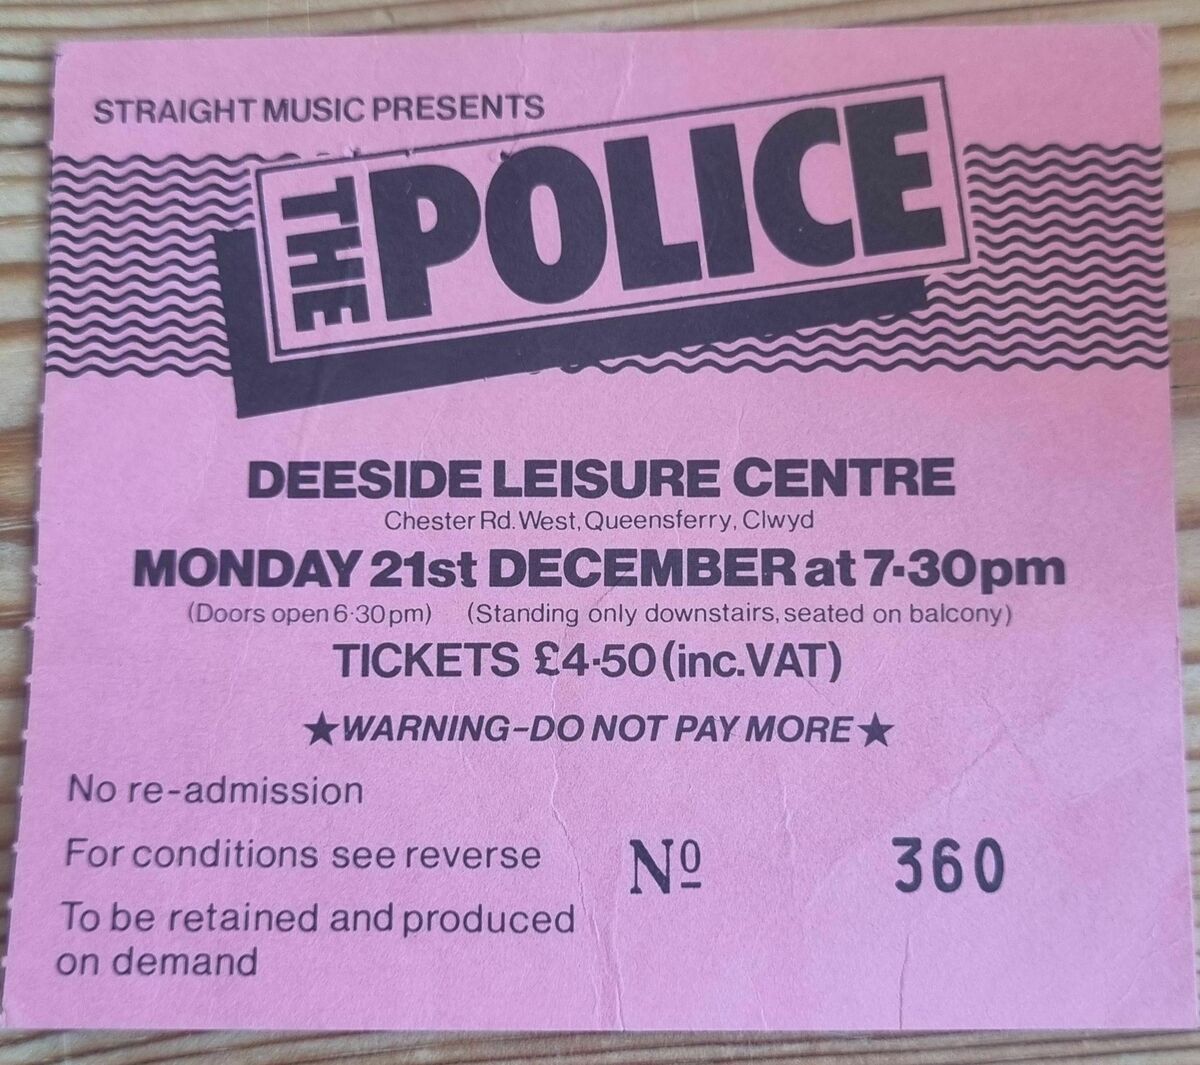 STRAIGHT MUSIC PRESENTS
THE POLICE
DEESIDE LEISURE CENTRE
Chester Rd. West, Queensferry, Clwyd
MONDAY 21st DECEMBER at 7·30pm
(Doors open 6·30pm) (Standing only downstairs, seated on balcony)
TICKETS £4·50 (inc. VAT)
★WARNING–DO NOT PAY MORE★
No re-admission
For conditions see reverse
Nº 360
To be retained and produced
on demand